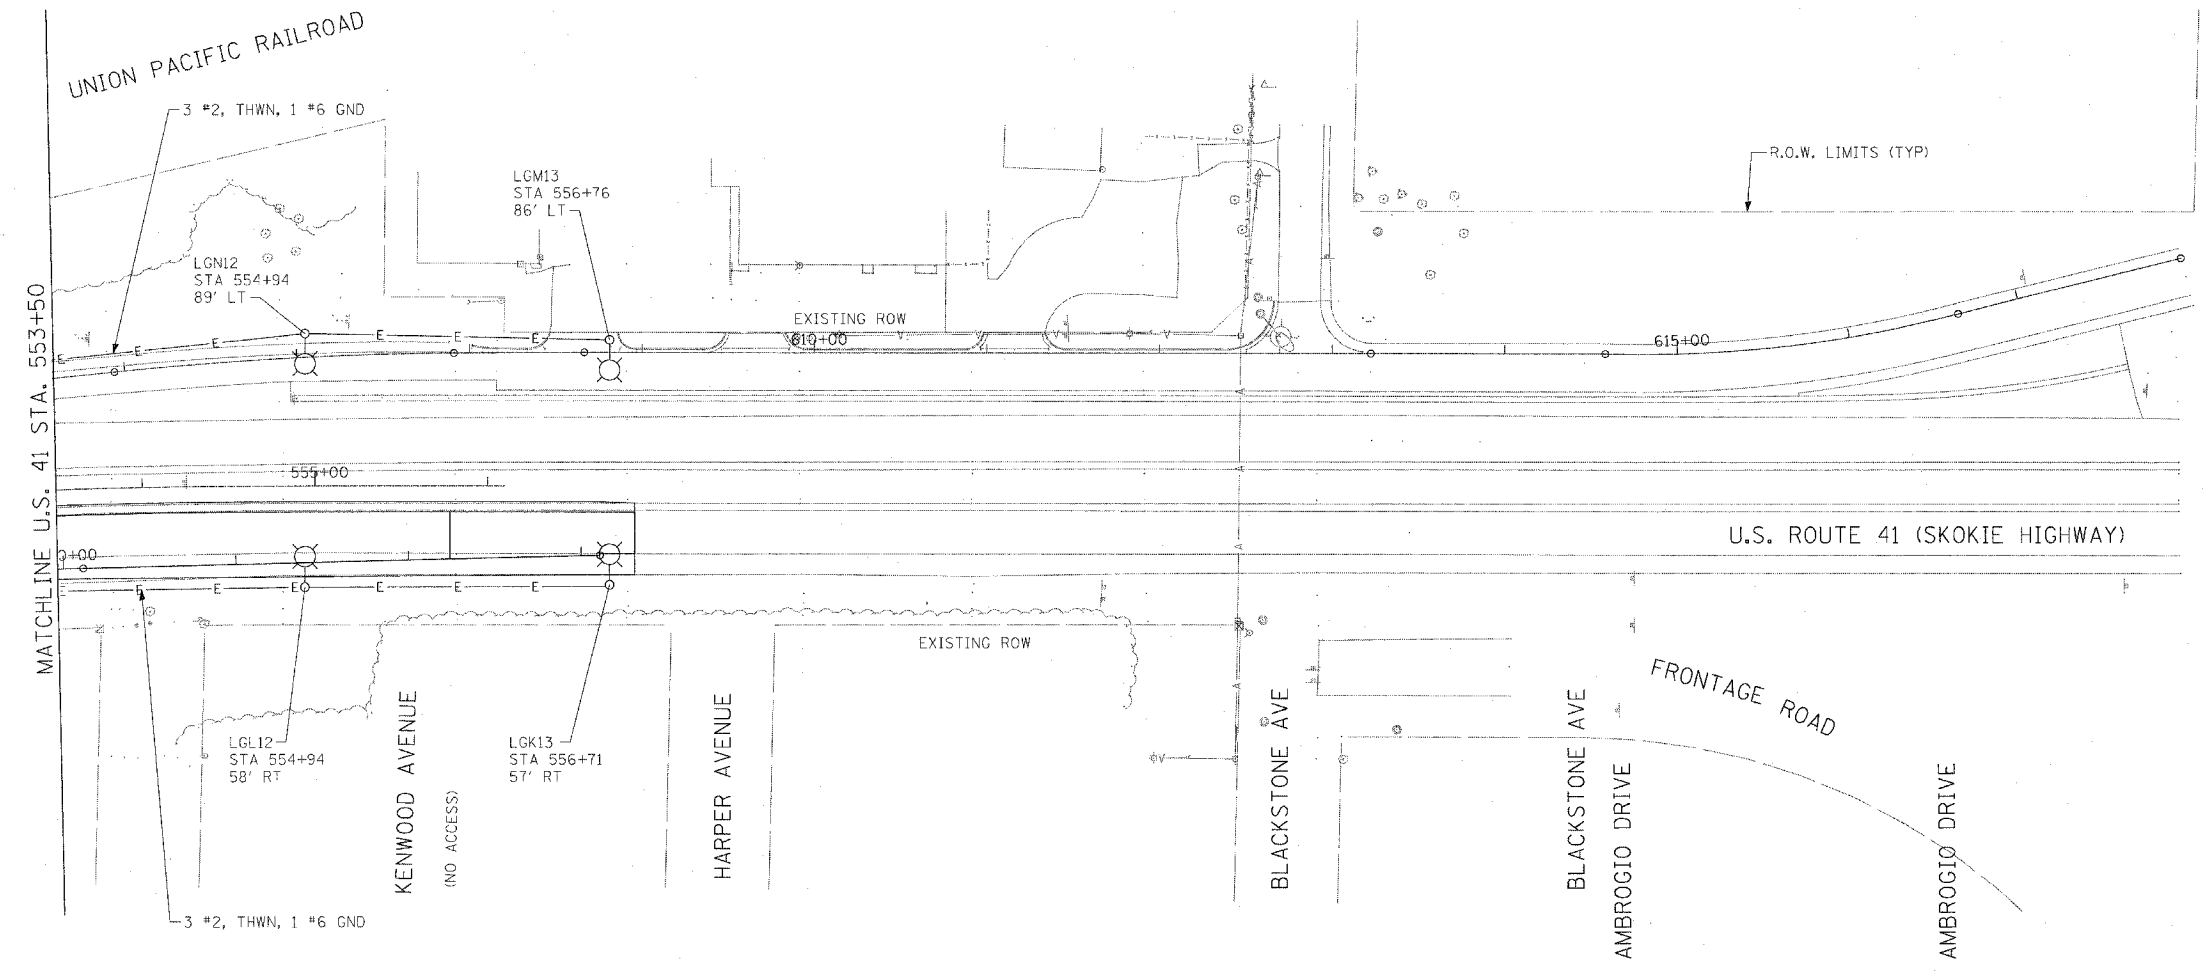 UNION PACIFIC RAILROAD
3 #2, THWN, 1 #6 GND
LGM13
STA 556+76
86' LT
R.O.W. LIMITS (TYP)
LGN12
STA 554+94
89' LT
EXISTING ROW
610+00
615+00
E E E E E E
V V V
MATCHLINE U.S. 41 STA. 553+50
555+00
U.S. ROUTE 41 (SKOKIE HIGHWAY)
0+00
E E E E E E
EXISTING ROW
FRONTAGE ROAD
LGL12
STA 554+94
58' RT
KENWOOD AVENUE
(NO ACCESS)
LGK13
STA 556+71
57' RT
HARPER AVENUE
BLACKSTONE AVE
BLACKSTONE AVE
AMBROGIO DRIVE
AMBROGIO DRIVE
3 #2, THWN, 1 #6 GND